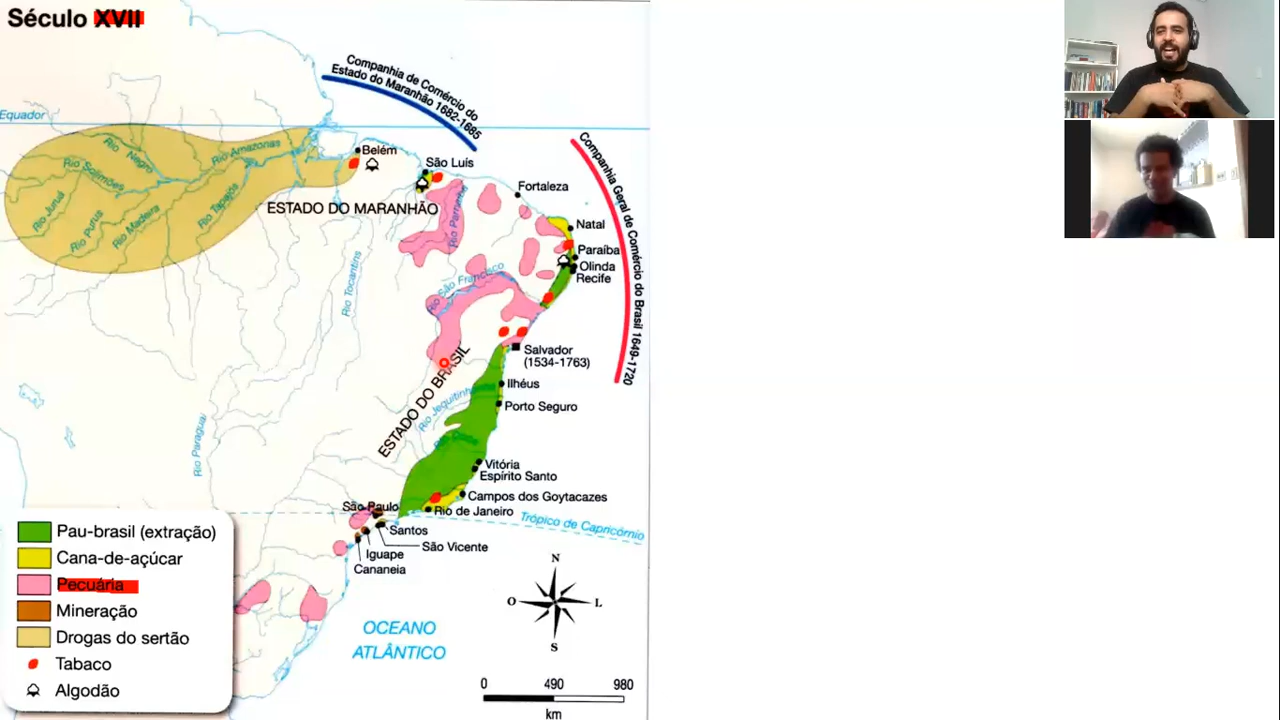 Século XVII
Companhia de Comércio do
Estado do Maranhão 1682-1685
Equador
Companhia Geral de Comércio do Brasil 1649-1720
Rio Negro
Rio Amazonas
Belém
Rio Solimões
São Luís
Rio Juruá
Rio Purus
Rio Madeira
Rio Tapajós
Fortaleza
ESTADO DO MARANHÃO
Rio Parnaíba
Natal
Paraíba
Olinda
Recife
Rio Tocantins
Rio São Francisco
Salvador
(1534-1763)
ESTADO DO BRASIL
Ilhéus
Rio Jequitinhonha
Porto Seguro
Rio Paraguai
Vitória
Espírito Santo
Campos dos Goytacazes
São Paulo
Rio de Janeiro
Trópico de Capricórnio
Santos
São Vicente
Iguape
Cananeia
Pau-brasil (extração)
Cana-de-açúcar
Pecuária
Mineração
Drogas do sertão
Tabaco
Algodão
N
O
L
S
OCEANO
ATLÂNTICO
0 490 980
km